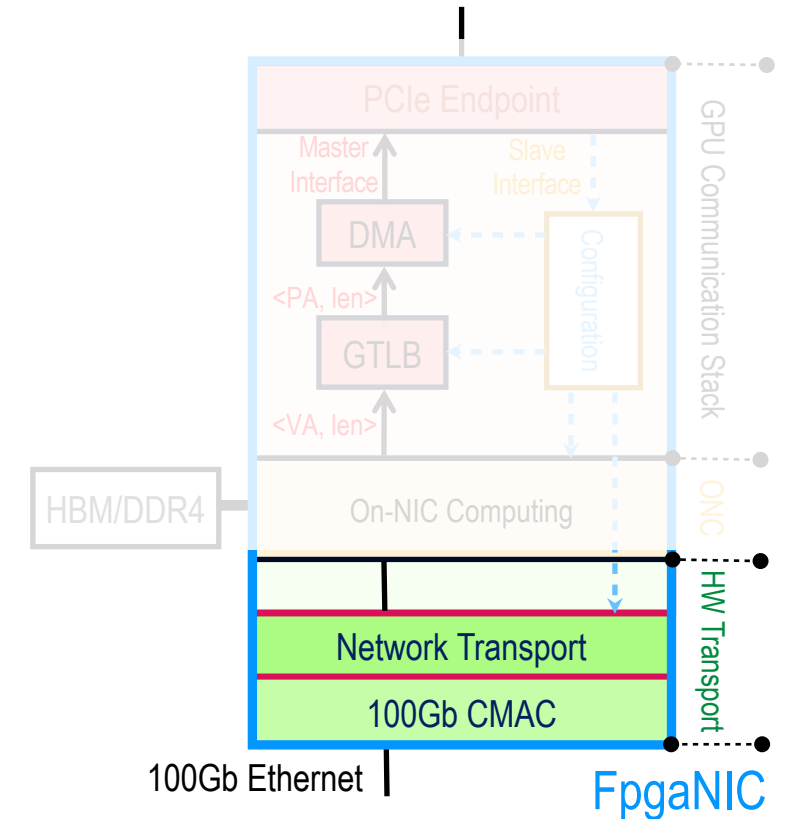 PCIe Endpoint
Master
Interface
Slave
Interface
DMA
Configuration
<PA, len>
GTLB
<VA, len>
GPU Communication Stack
HBM/DDR4
On-NIC Computing
ONC
Network Transport
100Gb CMAC
HW Transport
100Gb Ethernet
FpgaNIC